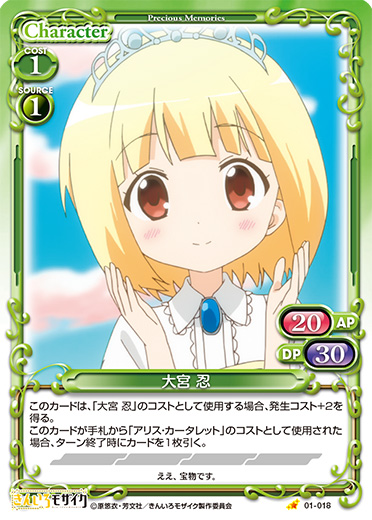 Precious Memories
Character
COST
1
SOURCE
1
20 AP
DP 30
大宮 忍
このカードは、「大宮 忍」のコストとして使用する場合、発生コスト+2を
得る。
このカードが手札から「アリス・カータレット」のコストとして使用された
場合、ターン終了時にカードを1枚引く。
ええ、宝物です。
きんいろモザイク
©原悠衣・芳文社／きんいろモザイク製作委員会
01-018